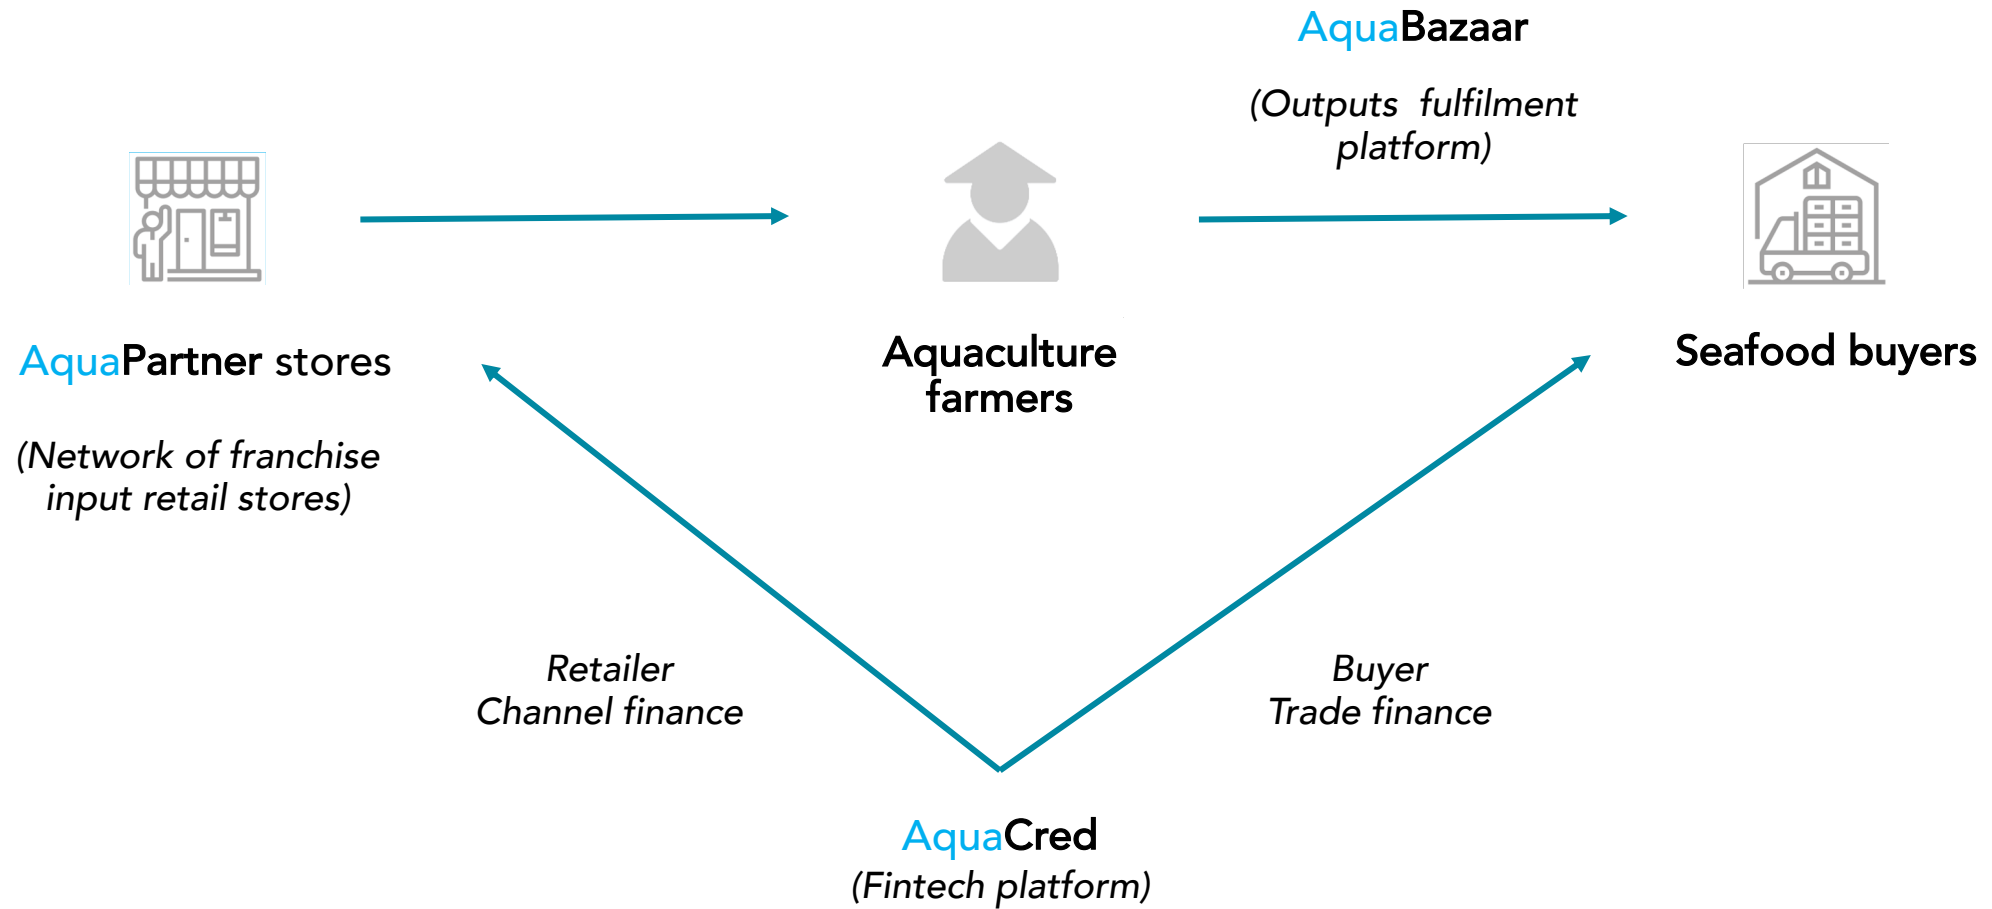 AquaBazaar
(Outputs fulfilment
platform)
AquaPartner stores
(Network of franchise
input retail stores)
Aquaculture
farmers
Seafood buyers
Retailer
Channel finance
Buyer
Trade finance
AquaCred
(Fintech platform)